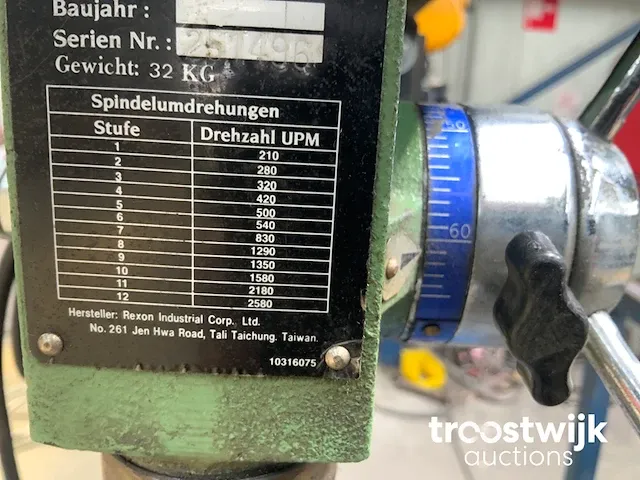 Baujahr :
Serien Nr. : 251496
Gewicht: 32 KG
Spindelumdrehungen
Stufe Drehzahl UPM
1 210
2 280
3 320
4 420
5 500
6 540
7 830
8 1290
9 1350
10 1580
11 2180
12 2580
Hersteller: Rexon Industrial Corp. Ltd.
No. 261 Jen Hwa Road, Tali Taichung. Taiwan.
10316075
50
60
troostwijk
auctions